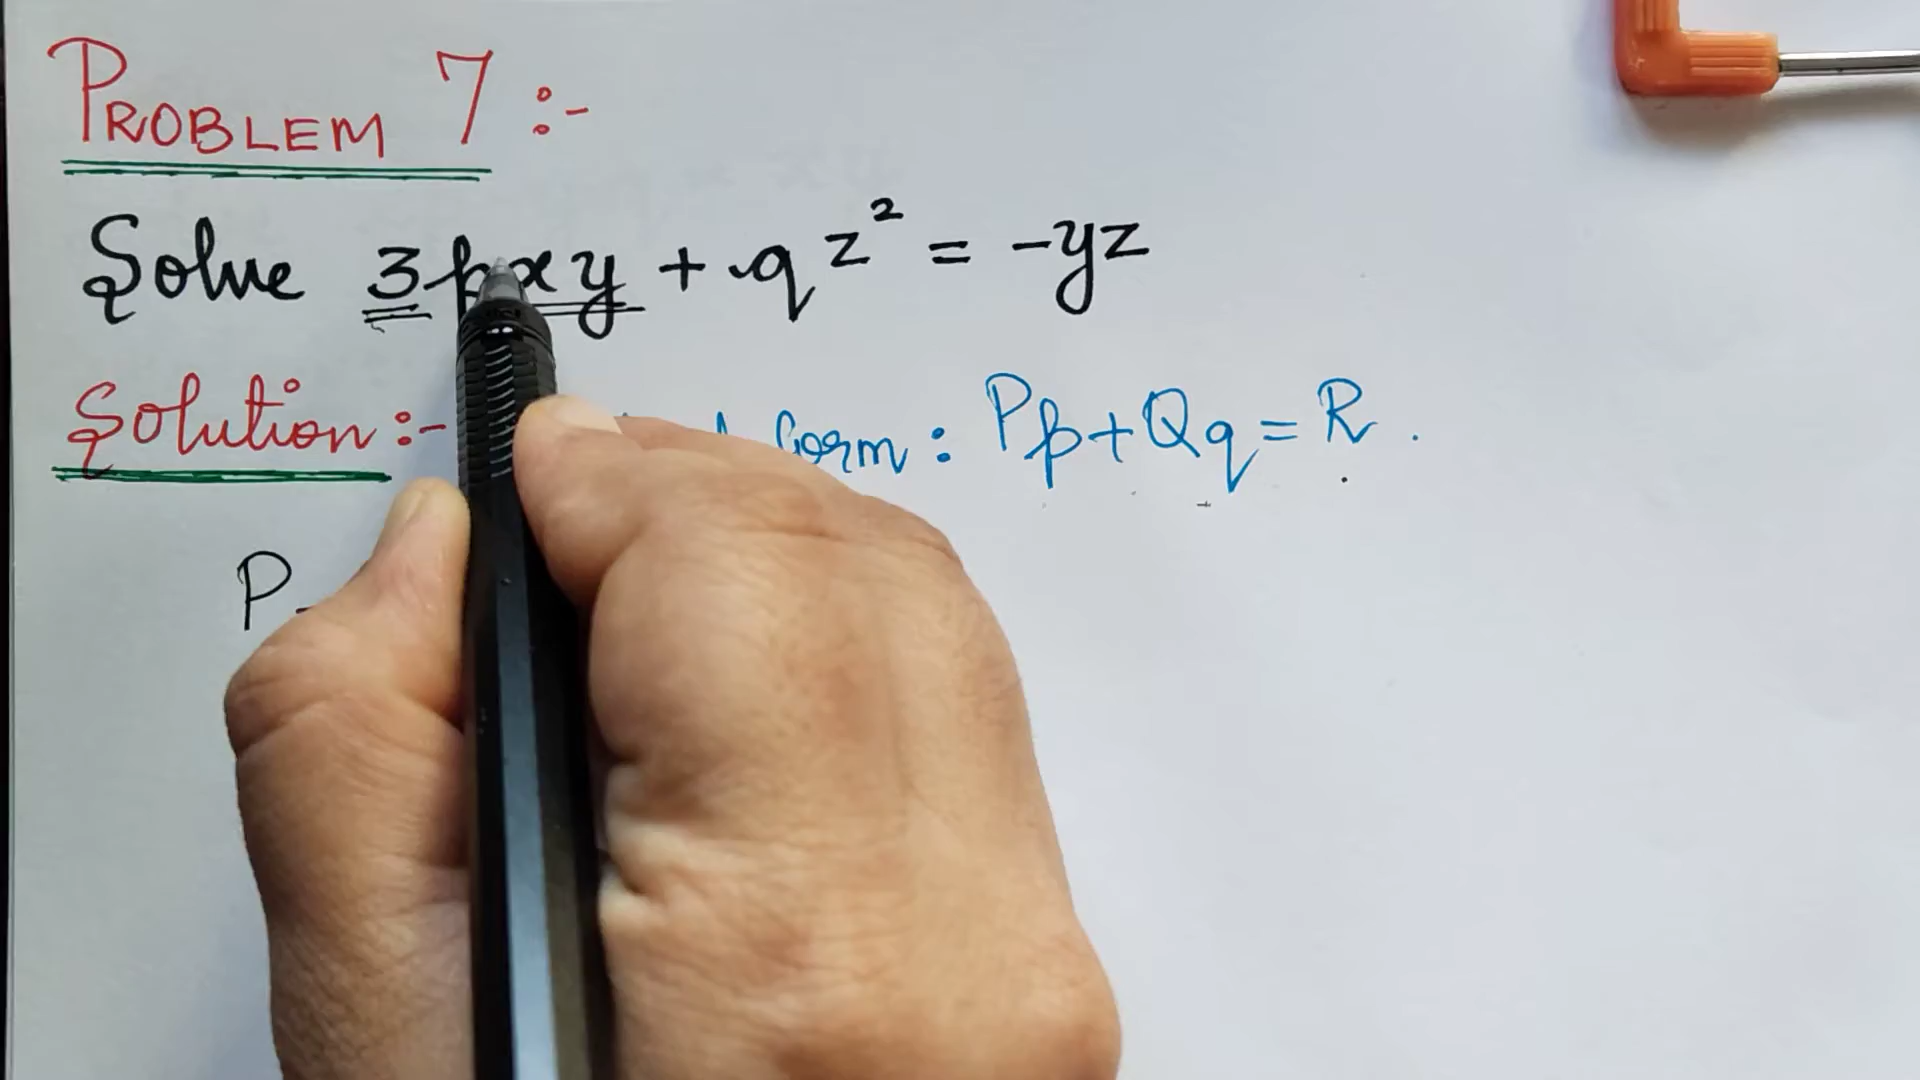 PROBLEM 7 :-
Solve 3pxy + qz² = -yz
Solution :- form : Pp+Qq=R .
P